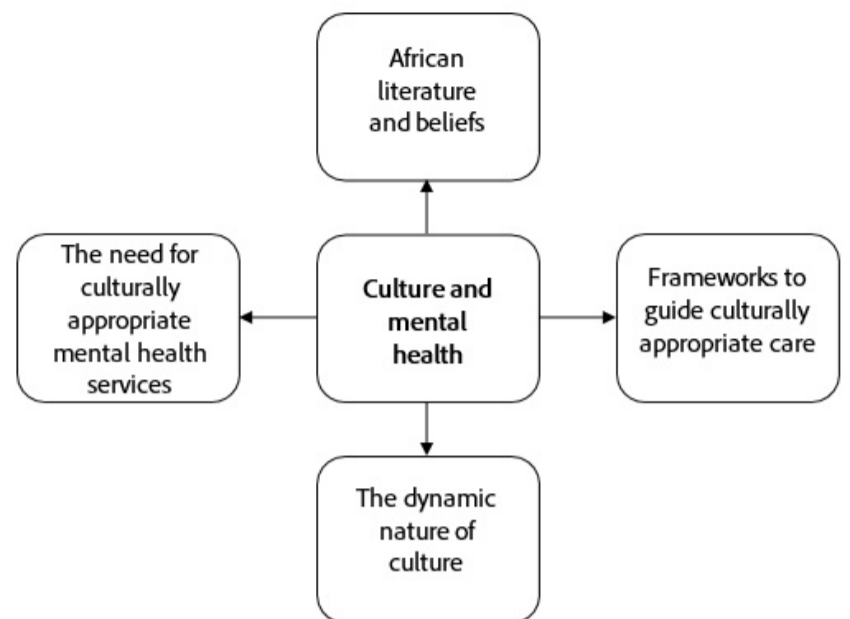 African
literature
and beliefs
The need for
culturally
appropriate
mental health
services
Culture and
mental
health
Frameworks to
guide culturally
appropriate care
The dynamic
nature of
culture